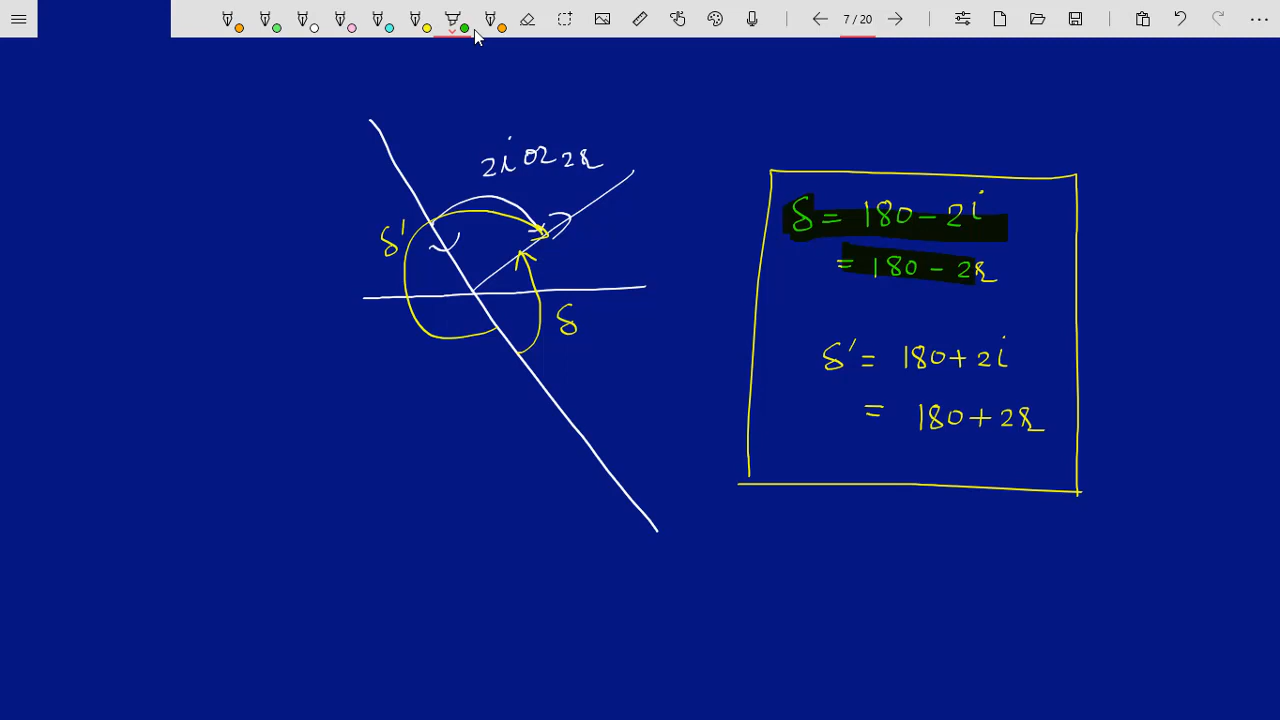 7 / 20
2i or 2r
δ'
δ
δ = 180 - 2i
= 180 - 2r
δ' = 180 + 2i
= 180 + 2r